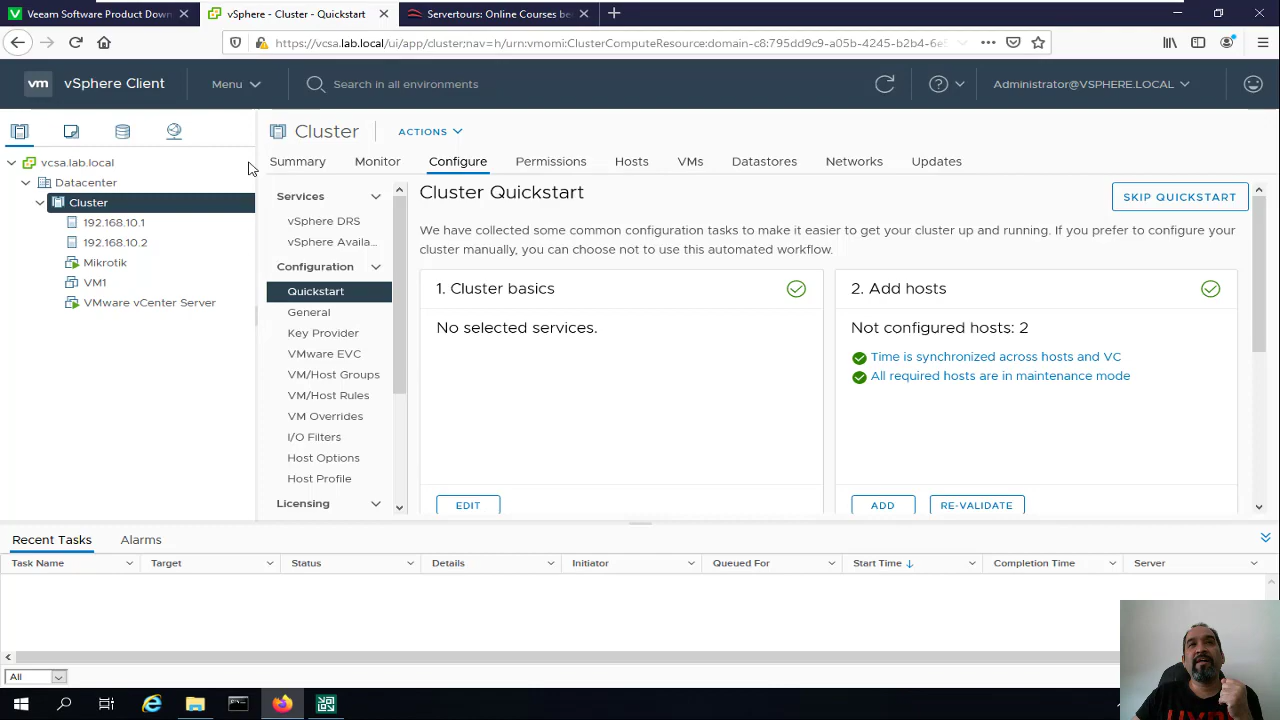 Veeam Software Product Down
vSphere - Cluster - Quickstart
Servertours: Online Courses be
https://vcsa.lab.local/ui/app/cluster;nav=h/urn:vmomi:ClusterComputeResource:domain-c8:795dd9c9-a05b-4245-b2b4-6e5
vm vSphere Client
Menu
Search in all environments
Administrator@VSPHERE.LOCAL
Cluster
ACTIONS
Summary Monitor Configure Permissions Hosts VMs Datastores Networks Updates
vcsa.lab.local
Datacenter
Cluster
192.168.10.1
192.168.10.2
Mikrotik
VM1
VMware vCenter Server
Services
vSphere DRS
vSphere Availa...
Configuration
Quickstart
General
Key Provider
VMware EVC
VM/Host Groups
VM/Host Rules
VM Overrides
I/O Filters
Host Options
Host Profile
Licensing
Cluster Quickstart
SKIP QUICKSTART
We have collected some common configuration tasks to make it easier to get your cluster up and running. If you prefer to configure your
cluster manually, you can choose not to use this automated workflow.
1. Cluster basics
No selected services.
EDIT
2. Add hosts
Not configured hosts: 2
Time is synchronized across hosts and VC
All required hosts are in maintenance mode
ADD
RE-VALIDATE
Recent Tasks Alarms
Task Name Target Status Details Initiator Queued For Start Time Completion Time Server
All